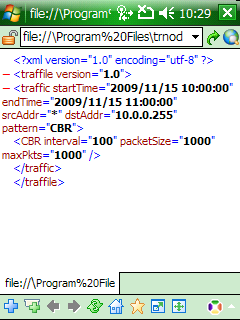 file://\Program 10:29
file://\Program%20Files\trnod
<?xml version="1.0" encoding="utf-8" ?>
− <traffile version="1.0">
− <traffic startTime="2009/11/15 10:00:00"
endTime="2009/11/15 11:00:00"
srcAddr="*" dstAddr="10.0.0.255"
pattern="CBR">
<CBR interval="100" packetSize="1000"
maxPkts="1000" />
</traffic>
</traffile>
file://\Program%20File